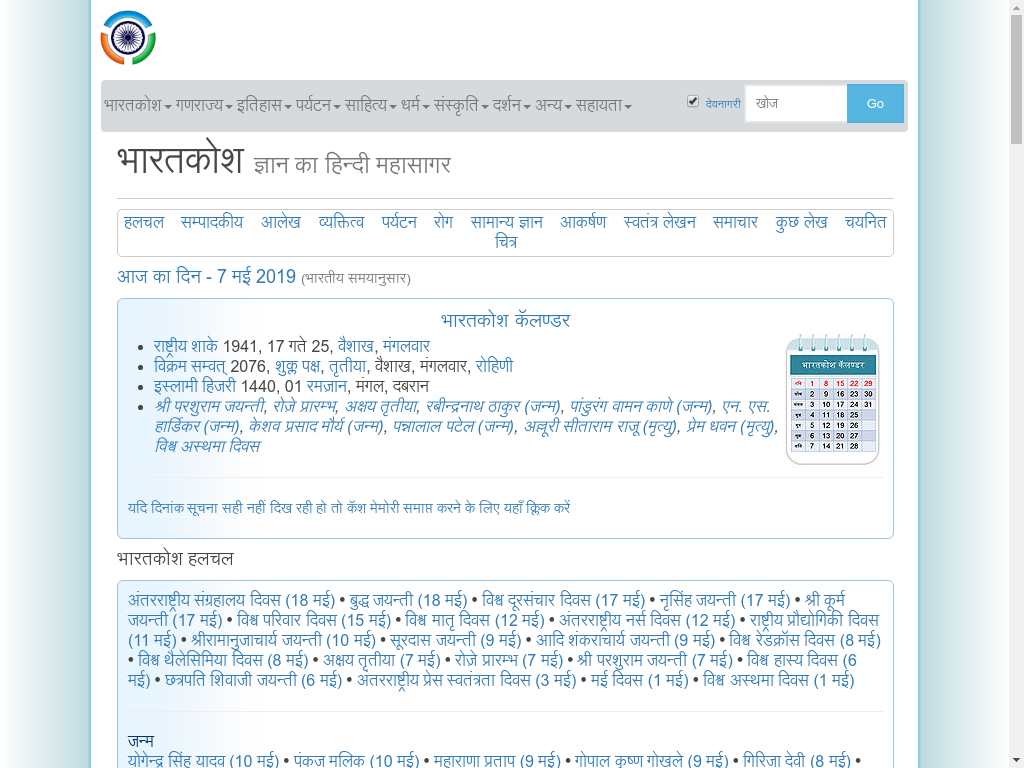 भारतकोश गणराज्य इतिहास पर्यटन साहित्य धर्म संस्कृति दर्शन अन्य सहायता देवनागरी खोज Go
भारतकोश ज्ञान का हिन्दी महासागर
हलचल सम्पादकीय आलेख व्यक्तित्व पर्यटन रोग सामान्य ज्ञान आकर्षण स्वतंत्र लेखन समाचार कुछ लेख चयनित
चित्र
आज का दिन - 7 मई 2019 (भारतीय समयानुसार)
भारतकोश कॅलण्डर
राष्ट्रीय शाके 1941, 17 गते 25, वैशाख, मंगलवार
विक्रम सम्वत् 2076, शुक्ल पक्ष, तृतीया, वैशाख, मंगलवार, रोहिणी
इस्लामी हिजरी 1440, 01 रमज़ान, मंगल, दबरान
श्री परशुराम जयन्ती, रोज़े प्रारम्भ, अक्षय तृतीया, रबीन्द्रनाथ ठाकुर (जन्म), पांडुरंग वामन काणे (जन्म), एन. एस.
हार्डिकर (जन्म), केशव प्रसाद मौर्य (जन्म), पन्नालाल पटेल (जन्म), अल्लूरी सीताराम राजू (मृत्यु), प्रेम धवन (मृत्यु),
विश्व अस्थमा दिवस
भारतकोश कॅलण्डर
रवि 1 8 15 22 29
सोम 2 9 16 23 30
मंगल 3 10 17 24 31
बुध 4 11 18 25
गुरु 5 12 19 26
शुक्र 6 13 20 27
शनि 7 14 21 28
यदि दिनांक सूचना सही नहीं दिख रही हो तो कॅश मेमोरी समाप्त करने के लिए यहाँ क्लिक करें
भारतकोश हलचल
अंतरराष्ट्रीय संग्रहालय दिवस (18 मई) • बुद्ध जयन्ती (18 मई) • विश्व दूरसंचार दिवस (17 मई) • नृसिंह जयन्ती (17 मई) • श्री कूर्म
जयन्ती (17 मई) • विश्व परिवार दिवस (15 मई) • विश्व मातृ दिवस (12 मई) • अंतरराष्ट्रीय नर्स दिवस (12 मई) • राष्ट्रीय प्रौद्योगिकी दिवस
(11 मई) • श्रीरामानुजाचार्य जयन्ती (10 मई) • सूरदास जयन्ती (9 मई) • आदि शंकराचार्य जयन्ती (9 मई) • विश्व रेडक्रॉस दिवस (8 मई)
• विश्व थैलेसिमिया दिवस (8 मई) • अक्षय तृतीया (7 मई) • रोज़े प्रारम्भ (7 मई) • श्री परशुराम जयन्ती (7 मई) • विश्व हास्य दिवस (6
मई) • छत्रपति शिवाजी जयन्ती (6 मई) • अंतरराष्ट्रीय प्रेस स्वतंत्रता दिवस (3 मई) • मई दिवस (1 मई) • विश्व अस्थमा दिवस (1 मई)
जन्म
योगेन्द्र सिंह यादव (10 मई) • पंकज मलिक (10 मई) • महाराणा प्रताप (9 मई) • गोपाल कृष्ण गोखले (9 मई) • गिरिजा देवी (8 मई) •